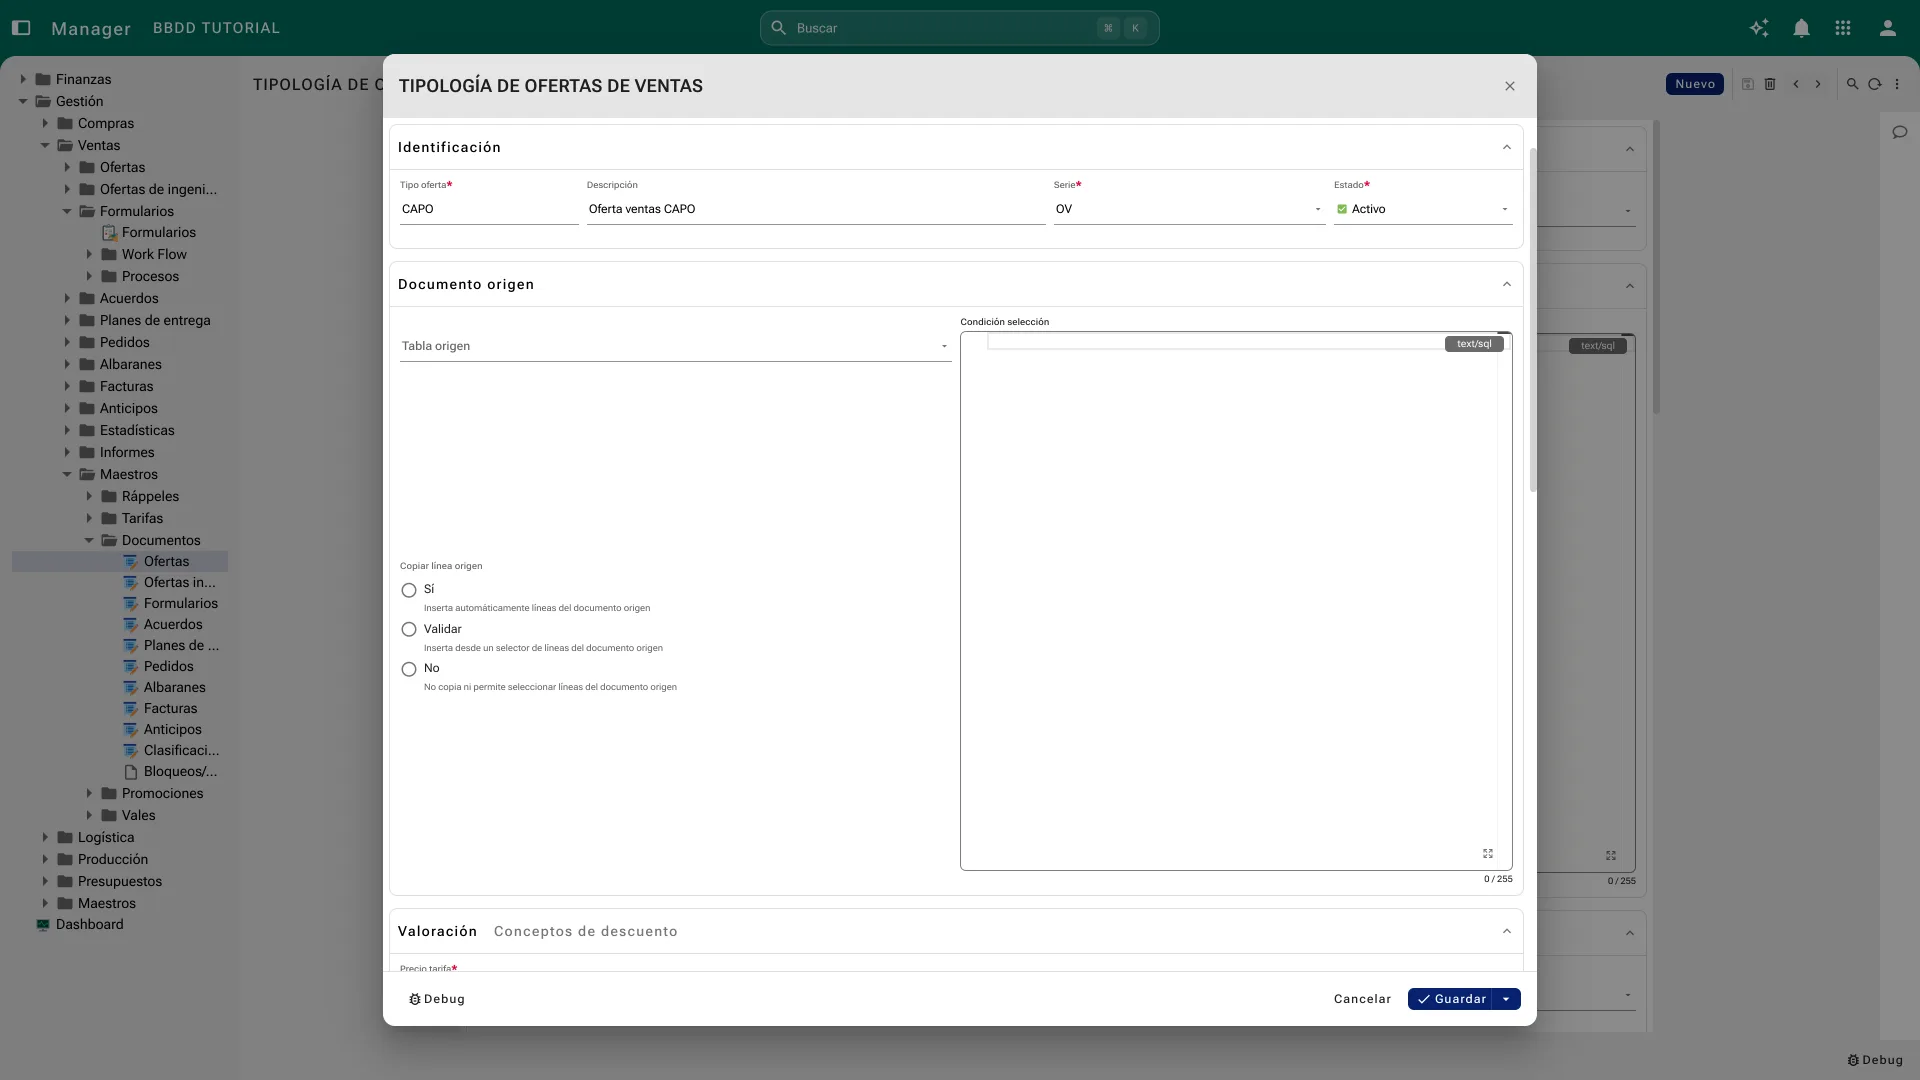 Manager BBDD TUTORIAL
Buscar ⌘ K
Finanzas
Gestión
Compras
Ventas
Ofertas
Ofertas de ingeni...
Formularios
Formularios
Work Flow
Procesos
Acuerdos
Planes de entrega
Pedidos
Albaranes
Facturas
Anticipos
Estadísticas
Informes
Maestros
Ráppeles
Tarifas
Documentos
Ofertas
Ofertas in...
Formularios
Acuerdos
Planes de ...
Pedidos
Albaranes
Facturas
Anticipos
Clasificaci...
Bloqueos/...
Promociones
Vales
Logística
Producción
Presupuestos
Maestros
Dashboard
TIPOLOGÍA DE O
Nuevo
TIPOLOGÍA DE OFERTAS DE VENTAS
Identificación
Tipo oferta* Descripción Serie* Estado*
CAPO Oferta ventas CAPO OV Activo
Documento origen
Tabla origen
Condición selección
text/sql
0 / 255
Copiar línea origen
Sí
Inserta automáticamente líneas del documento origen
Validar
Inserta desde un selector de líneas del documento origen
No
No copia ni permite seleccionar líneas del documento origen
Valoración Conceptos de descuento
Precio tarifa*
Debug
Cancelar Guardar
text/sql
0 / 255
Debug